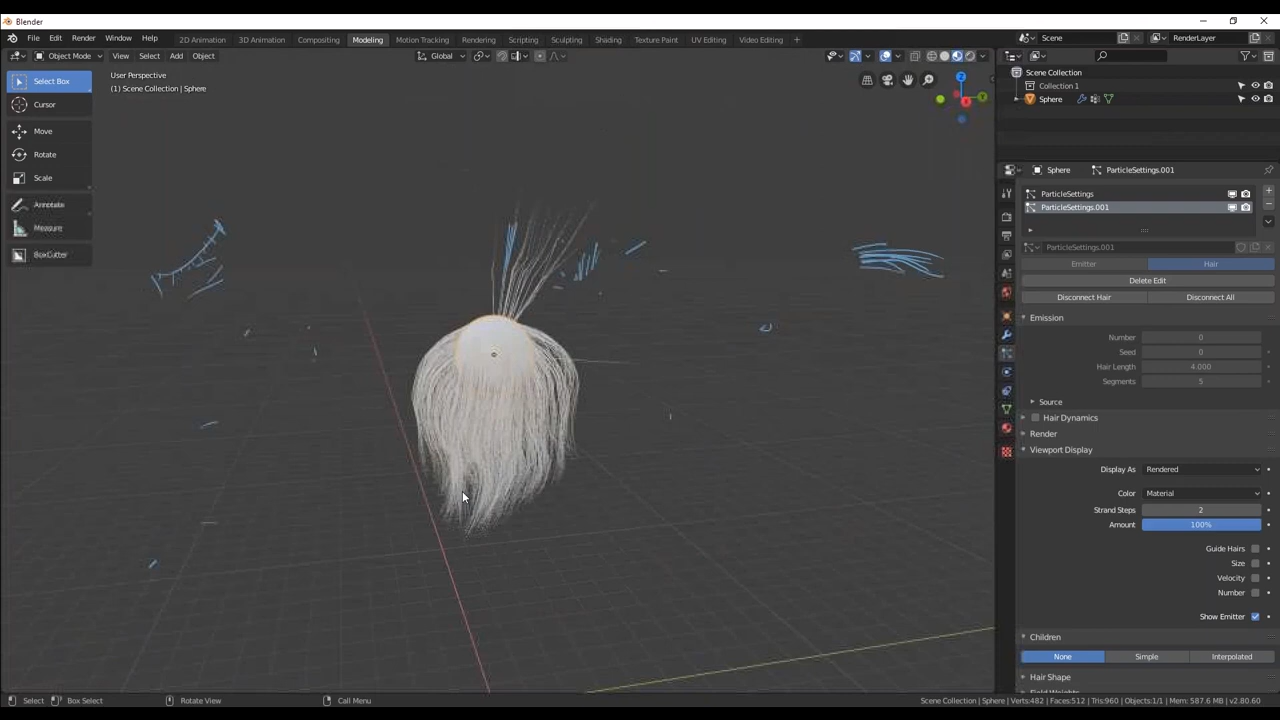 Blender
File Edit Render Window Help
2D Animation 3D Animation Compositing Modeling Motion Tracking Rendering Scripting Sculpting Shading Texture Paint UV Editing Video Editing +
Scene RenderLayer
Object Mode View Select Add Object Global
User Perspective
(1) Scene Collection | Sphere
Select Box
Cursor
Move
Rotate
Scale
Annotate
Measure
BoxCutter
Z
Y
X
Scene Collection
Collection 1
Sphere
Sphere ParticleSettings.001
ParticleSettings
ParticleSettings.001
ParticleSettings.001
Emitter Hair
Delete Edit
Disconnect Hair Disconnect All
Emission
Number 0
Seed 0
Hair Length 4.000
Segments 5
Source
Hair Dynamics
Render
Viewport Display
Display As Rendered
Color Material
Strand Steps 2
Amount 100%
Guide Hairs
Size
Velocity
Number
Show Emitter
Children
None Simple Interpolated
Hair Shape
Field Weights
Select Box Select Rotate View Call Menu
Scene Collection | Sphere | Verts:482 | Faces:512 | Tris:960 | Objects:1/1 | Mem: 587.6 MB | v2.80.60